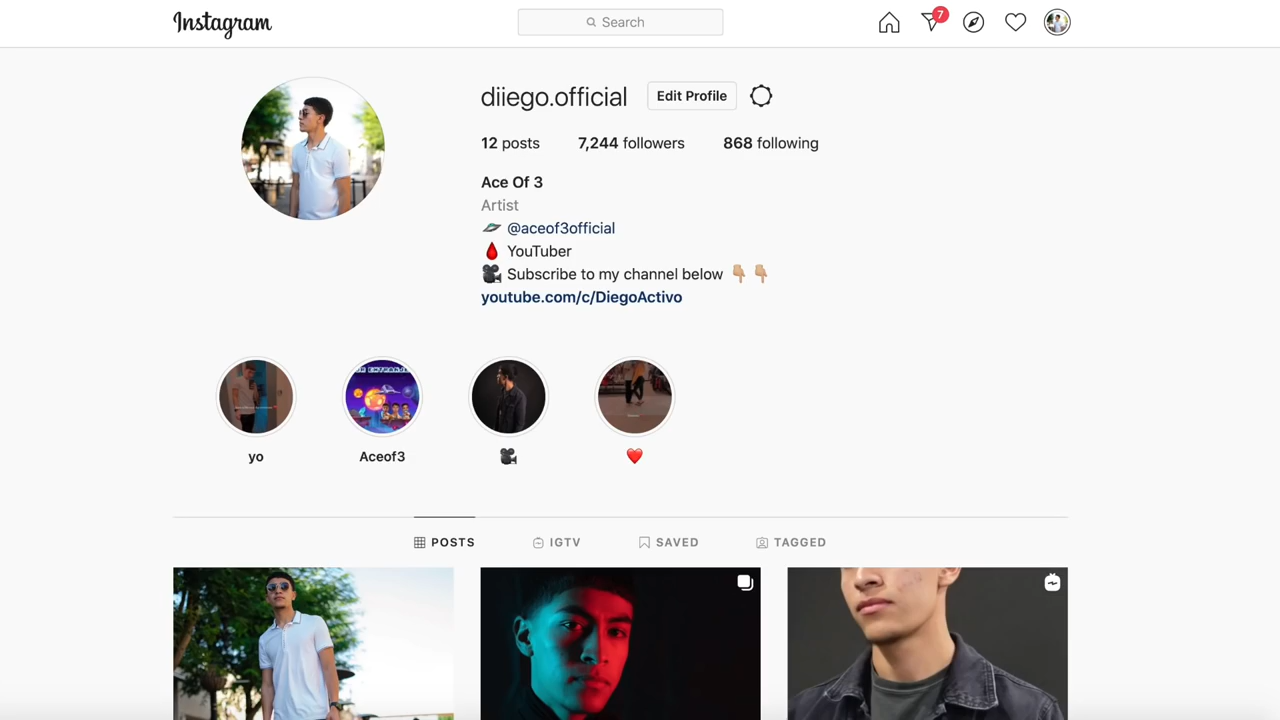 Instagram
Search
7
diiego.official
Edit Profile
12 posts 7,244 followers 868 following
Ace Of 3
Artist
🛸 @aceof3official
🩸 YouTuber
🎥 Subscribe to my channel below 👇🏼 👇🏼
youtube.com/c/DiegoActivo
yo Aceof3 🎥 ❤️
POSTS IGTV SAVED TAGGED